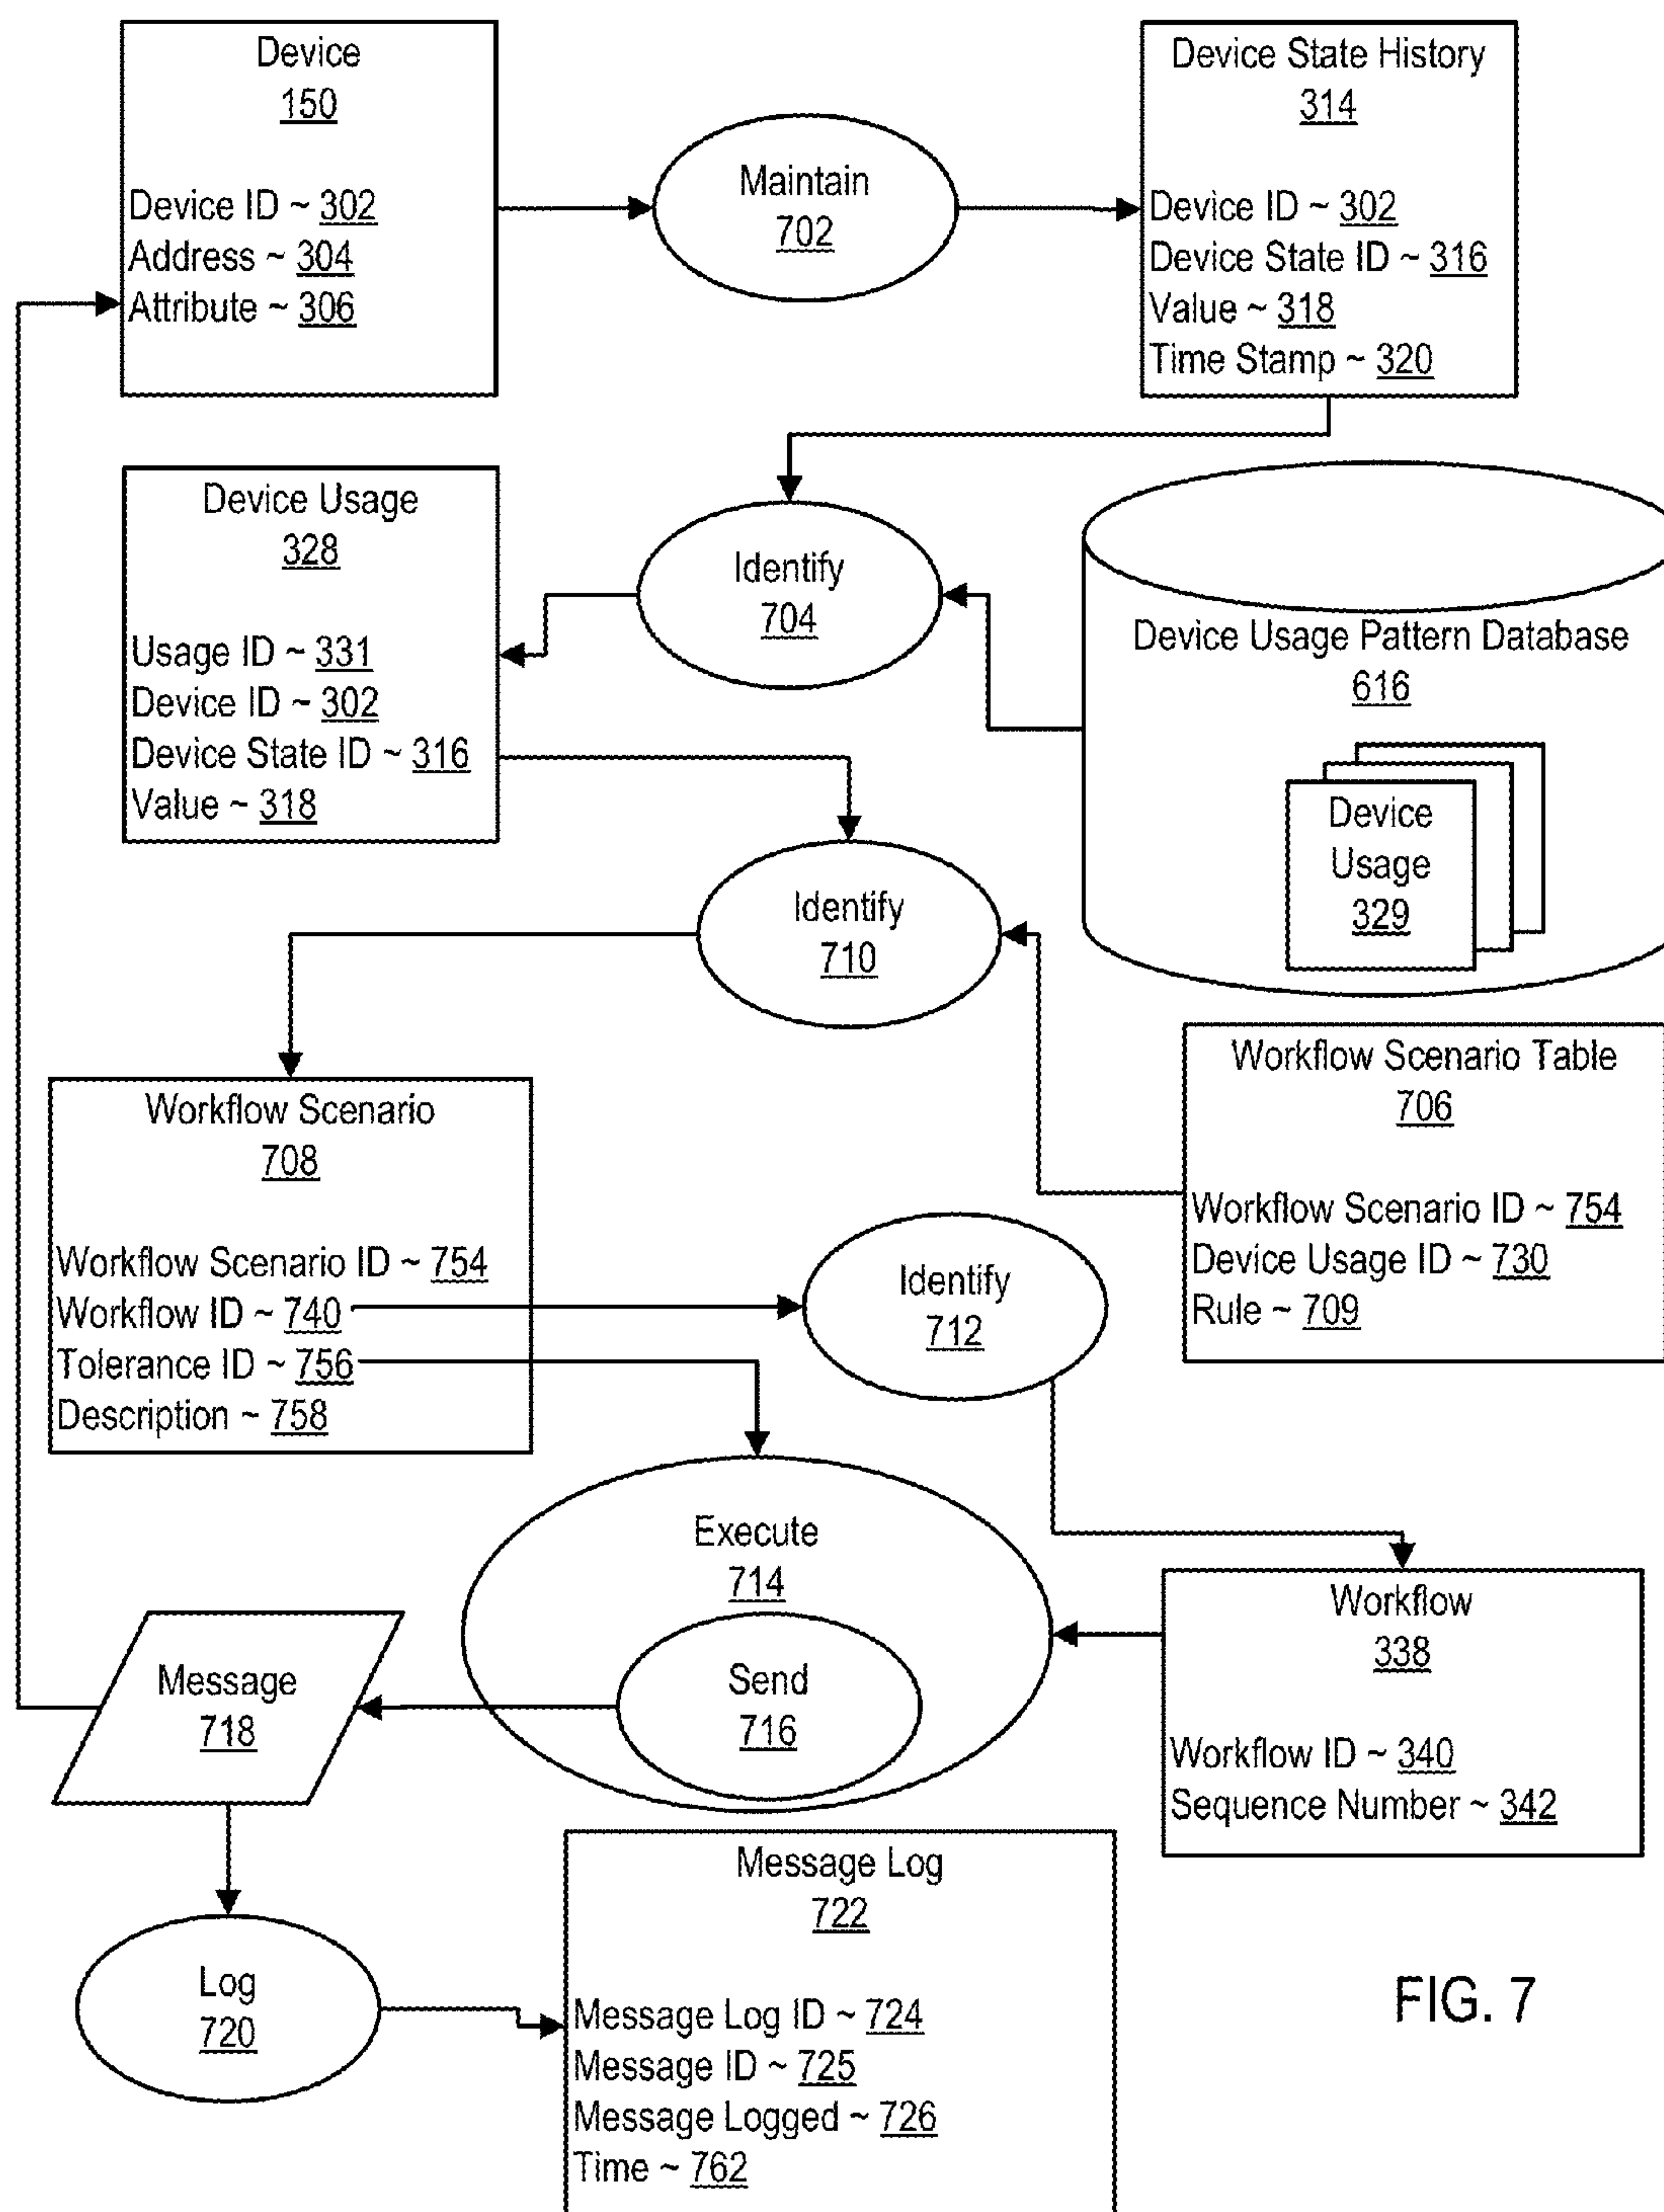 Device
150
Device ID ~ 302
Address ~ 304
Attribute ~ 306
Maintain
702
Device State History
314
Device ID ~ 302
Device State ID ~ 316
Value ~ 318
Time Stamp ~ 320
Device Usage
328
Usage ID ~ 331
Device ID ~ 302
Device State ID ~ 316
Value ~ 318
Identify
704
Device Usage Pattern Database
616
Device
Usage
329
Identify
710
Workflow Scenario Table
706
Workflow Scenario ID ~ 754
Device Usage ID ~ 730
Rule ~ 709
Workflow Scenario
708
Workflow Scenario ID ~ 754
Workflow ID ~ 740
Tolerance ID ~ 756
Description ~ 758
Identify
712
Execute
714
Send
716
Workflow
338
Workflow ID ~ 340
Sequence Number ~ 342
Message
718
Log
720
Message Log
722
Message Log ID ~ 724
Message ID ~ 725
Message Logged ~ 726
Time ~ 762
FIG. 7